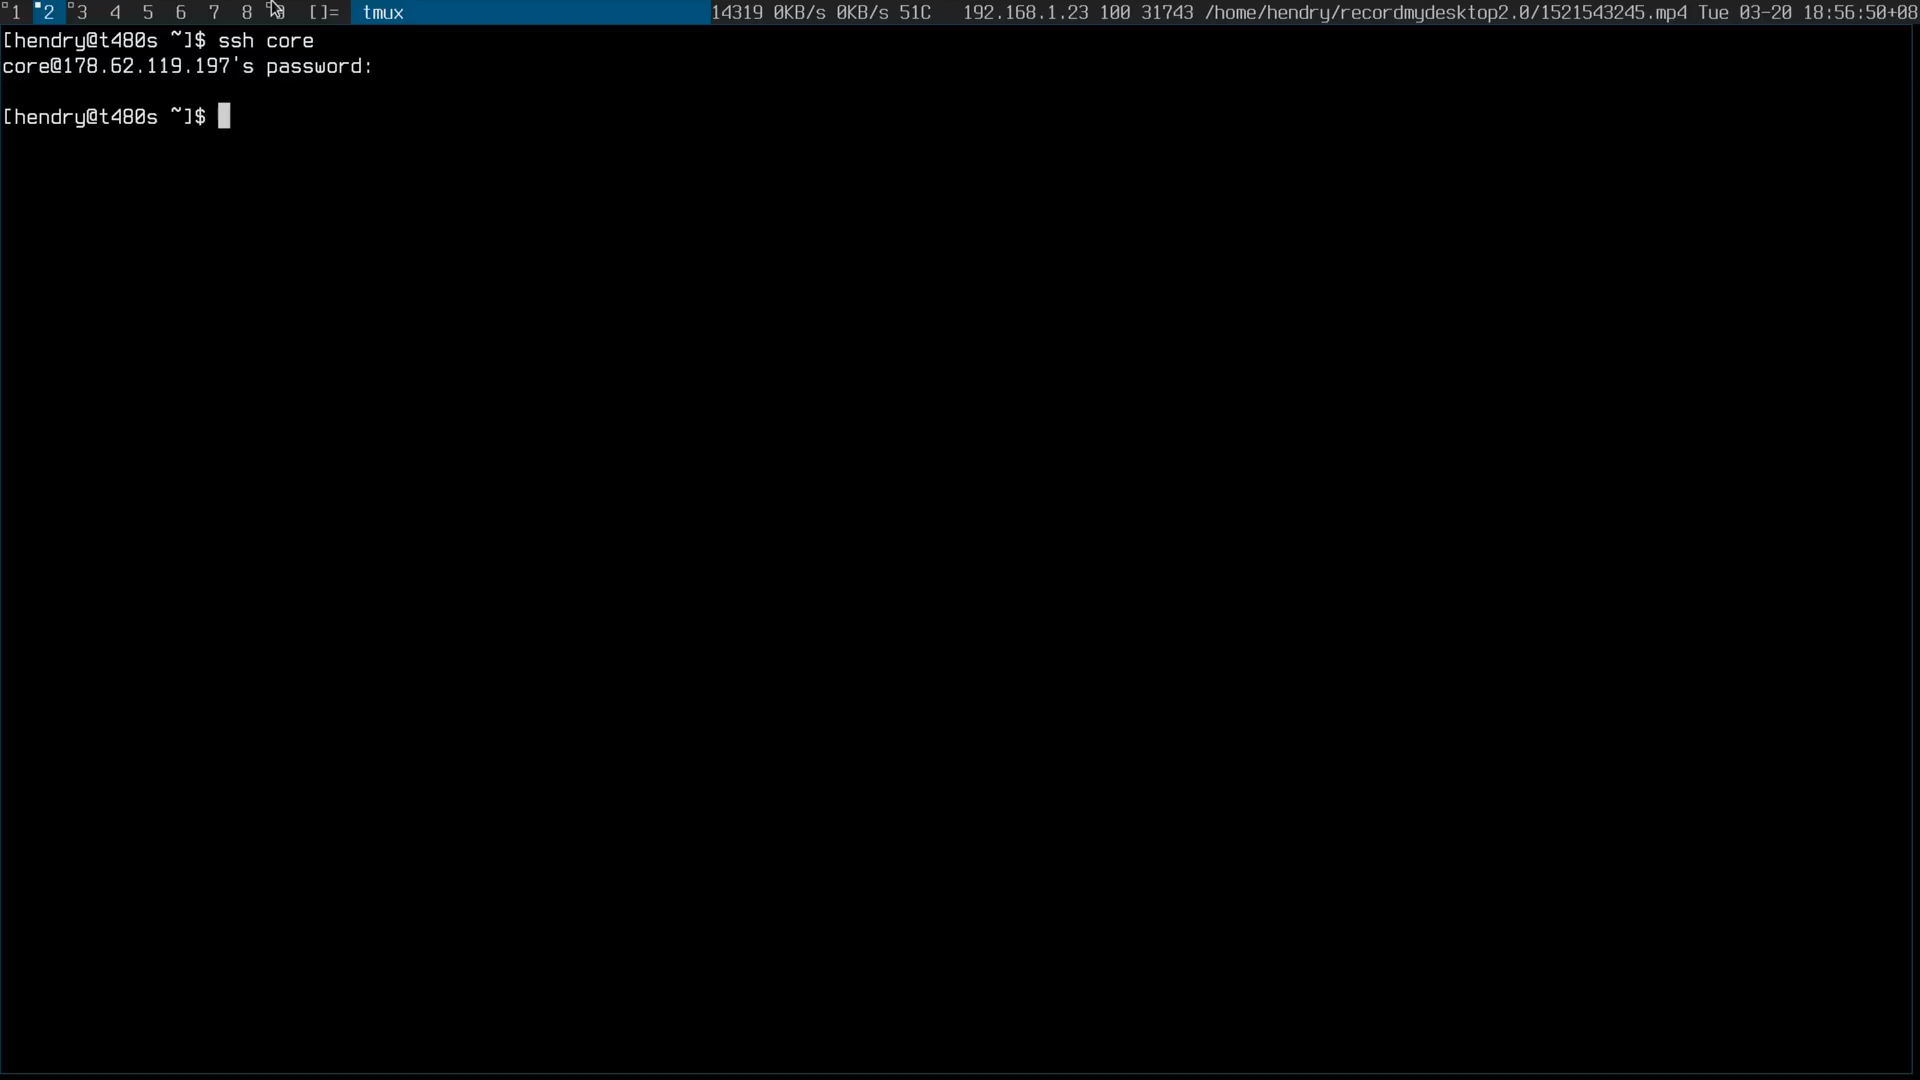 1 2 3 4 5 6 7 8 []= tmux 14319 0KB/s 0KB/s 51C 192.168.1.23 100 31743 /home/hendry/recordmydesktop2.0/1521543245.mp4 Tue 03-20 18:56:50+08
[hendry@t480s ~]$ ssh core
core@178.62.119.197's password:
[hendry@t480s ~]$